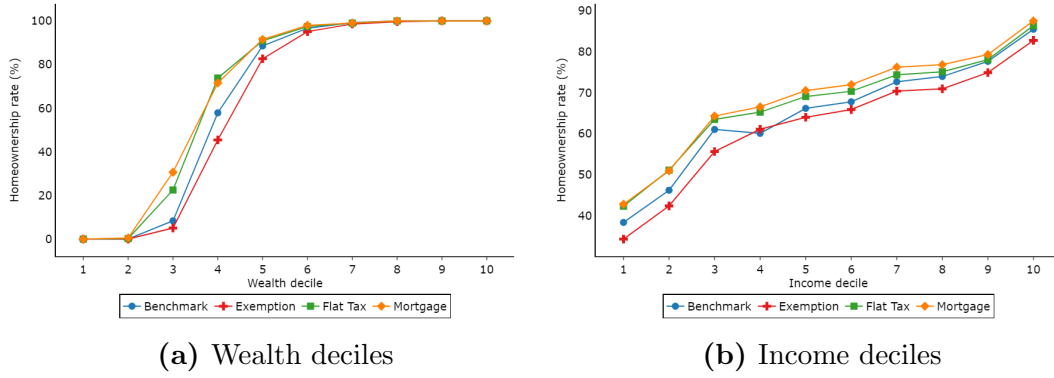 Homeownership rate (%)
100
80
60
40
20
0
1 2 3 4 5 6 7 8 9 10
Wealth decile
Benchmark Exemption Flat Tax Mortgage
(a) Wealth deciles
Homeownership rate (%)
90
80
70
60
50
40
1 2 3 4 5 6 7 8 9 10
Income decile
Benchmark Exemption Flat Tax Mortgage
(b) Income deciles